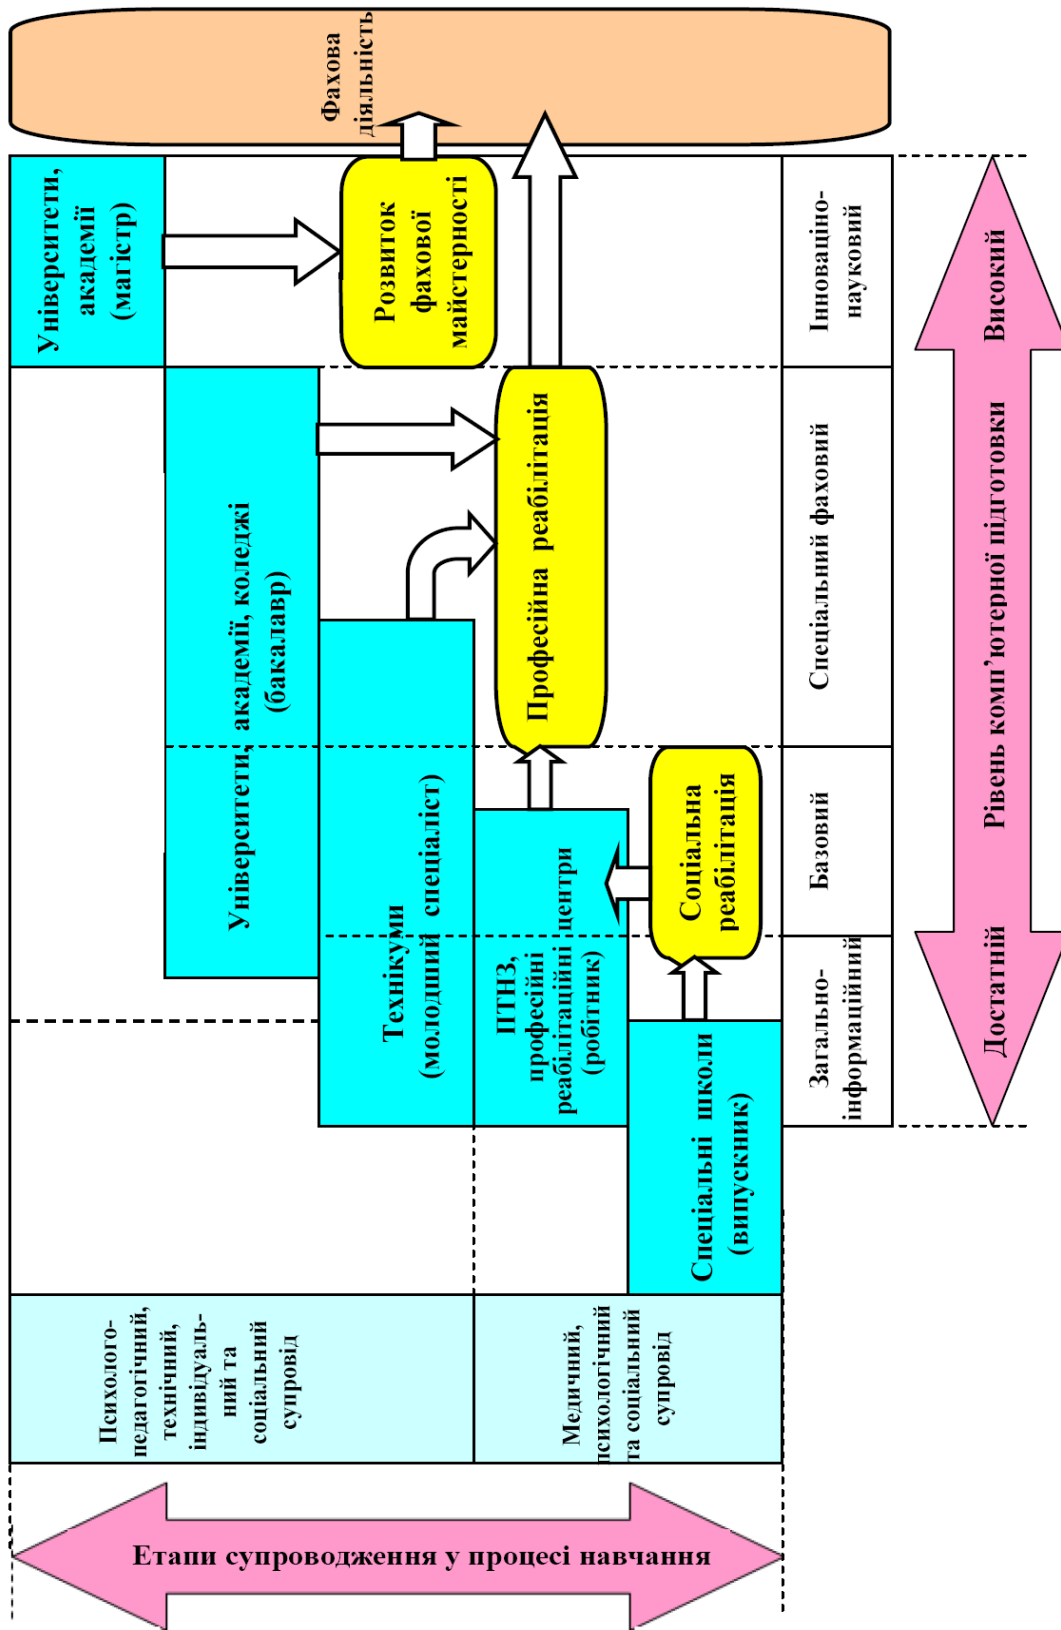 Фахова
діяльність
Університети,
академії
(магістр)
Розвиток
фахової
майстерності
Інноваціно-
науковий
Високий
Університети, академії, коледжі
(бакалавр)
Професійна реабілітація
Спеціальний фаховий
Рівень комп’ютерної підготовки
Технікуми
(молодший спеціаліст)
ПТНЗ,
професійні
реабілітаційні центри
(робітник)
Соціальна
реабілітація
Базовий
Спеціальні школи
(випускник)
Загально-
інформаційний
Достатній
Психолого-
педагогічний,
технічний,
індивідуаль-
ний та
соціальний
супровід
Медичний,
психологічний
та соціальний
супровід
Етапи супроводження у процесі навчання